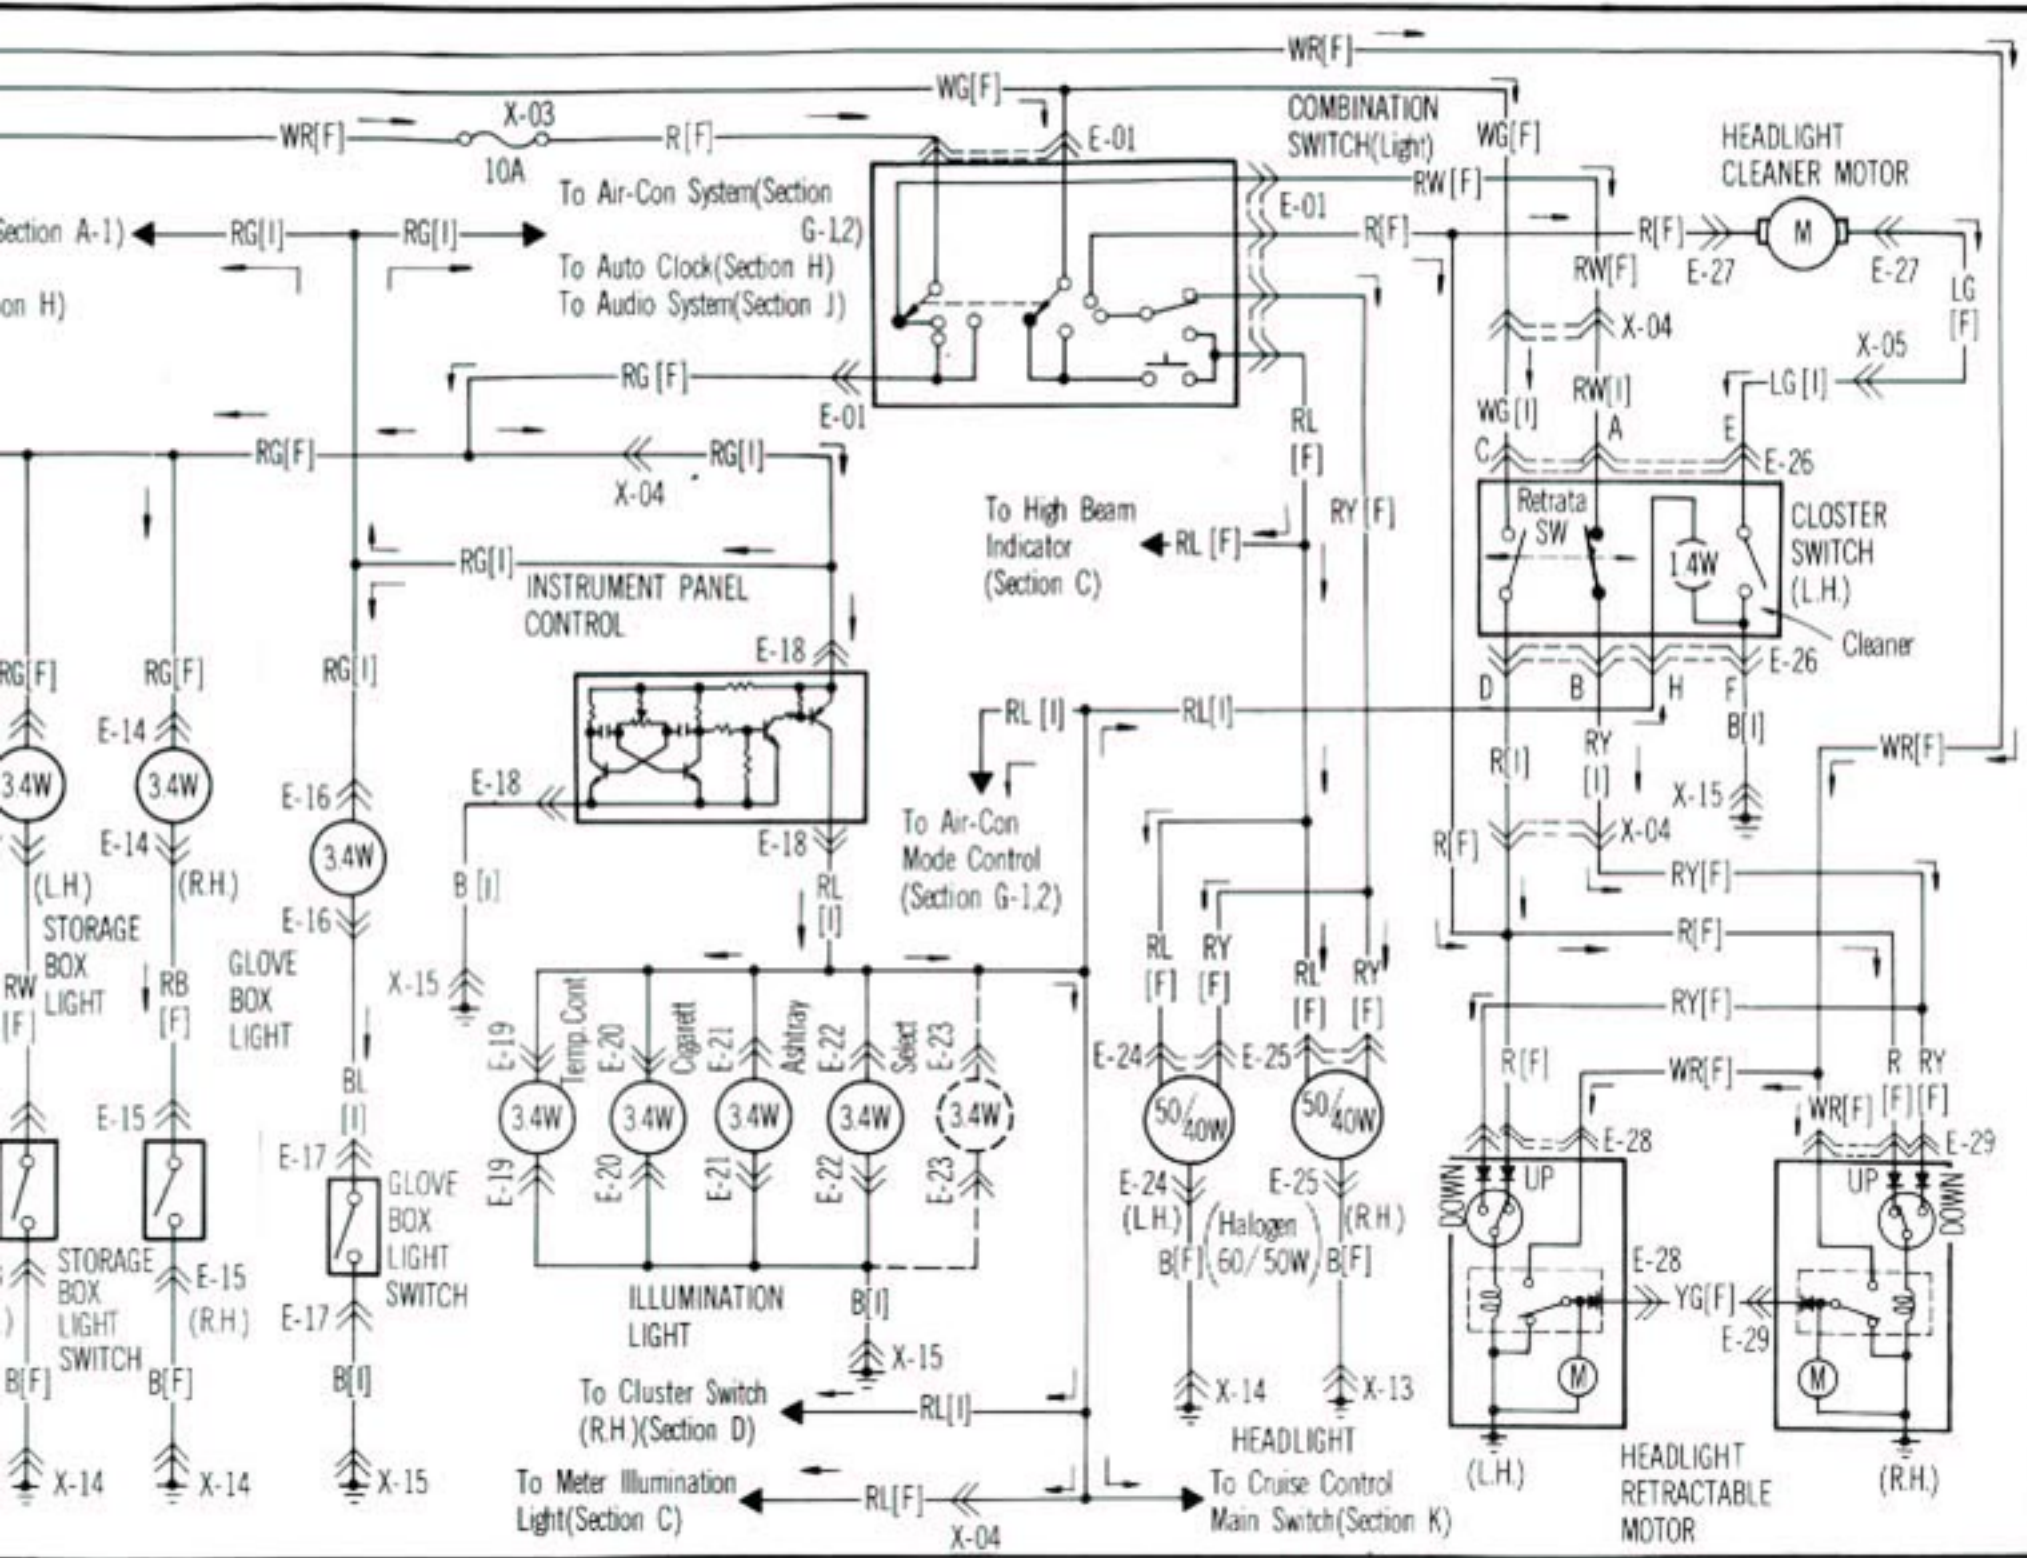 WR[F]
WG[F]
COMBINATION
SWITCH(Light)
WG[F]
HEADLIGHT
CLEANER MOTOR
X-03
WR[F]
R[F]
10A
E-01
To Air-Con System(Section
G-1,2)
To Auto Clock(Section H)
To Audio System(Section J)
Section A-1)
RG[I]
RG[I]
on H)
RW[F]
E-01
R[F]
R[F]
M
E-27
E-27
RW[F]
LG
[F]
X-04
X-05
RG [F]
E-01
LG[I]
RW[I]
WG[I]
RL
[F]
C
A
E
E-26
RG[F]
RG[I]
X-04
To High Beam
Indicator
(Section C)
RL [F]
RY[F]
Retrata
SW
1.4W
CLOSTER
SWITCH
(L.H.)
Cleaner
E-26
RG[I]
INSTRUMENT PANEL
CONTROL
E-18
RG[F]
RG[F]
RG[I]
D
B
H
F
RL [I]
RL[I]
B[I]
RY
[I]
R[I]
WR[F]
E-14
3.4W
3.4W
E-16
E-18
X-15
To Air-Con
Mode Control
(Section G-1,2)
E-14
3.4W
E-18
R[F]
X-04
(L.H.)
(R.H.)
B [I]
RL
[I]
RY[F]
E-16
STORAGE
BOX
LIGHT
GLOVE
BOX
LIGHT
R[F]
RW
[F]
RB
[F]
X-15
RL
[F]
RY
[F]
RL
[F]
RY
[F]
RY[F]
E-19
Temp.Cont
E-20
Cigarett
E-21
Ashtray
E-22
Select
E-23
E-24
E-25
R[F]
WR[F]
R
[F]
RY
[F]
WR[F]
BL
[I]
E-15
3.4W
3.4W
3.4W
3.4W
3.4W
50/40W
50/40W
E-28
E-29
E-17
E-19
E-20
E-21
E-22
E-23
E-24
(L.H.)
E-25
(R.H.)
DOWN
UP
UP
DOWN
GLOVE
BOX
LIGHT
SWITCH
(Halogen
60/50W)
B[F]
B[F]
STORAGE
BOX
LIGHT
SWITCH
E-15
(R.H.)
E-17
E-28
YG[F]
E-29
ILLUMINATION
LIGHT
B[I]
X-15
M
M
B[F]
B[F]
B[I]
To Cluster Switch
(R.H.)(Section D)
RL[I]
X-14
X-13
HEADLIGHT
X-14
X-14
X-15
To Meter Illumination
Light(Section C)
RL[F]
X-04
To Cruise Control
Main Switch(Section K)
(L.H.)
HEADLIGHT
RETRACTABLE
MOTOR
(R.H.)